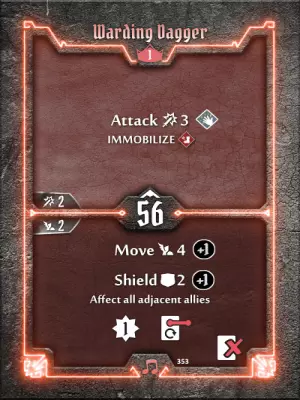 Warding Dagger
1
Attack 3
IMMOBILIZE
2
56
2
Move 4 +1
Shield 2 +1
Affect all adjacent allies
1
353